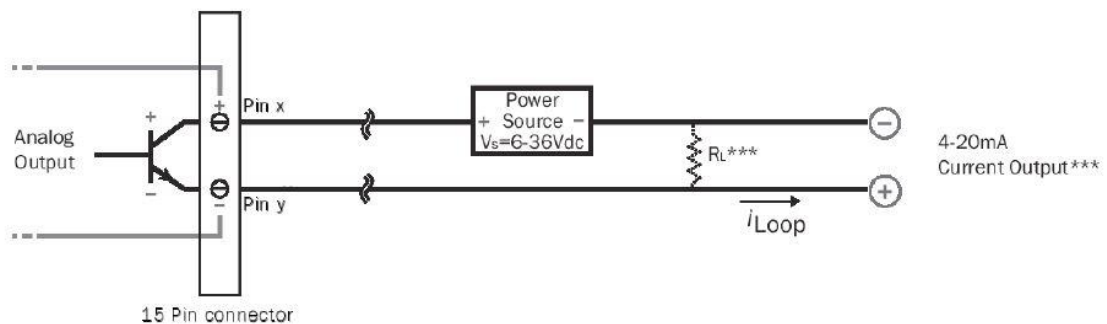 +
Pin x
Analog
Output
+
−
−
Pin y
15 Pin connector
Power
+ Source −
Vs=6-36Vdc
RL***
iLoop
−
+
4-20mA
Current Output***